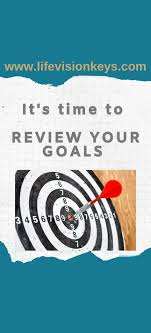 www.lifevisionkeys.com
It's time to
REVIEW YOUR
GOALS